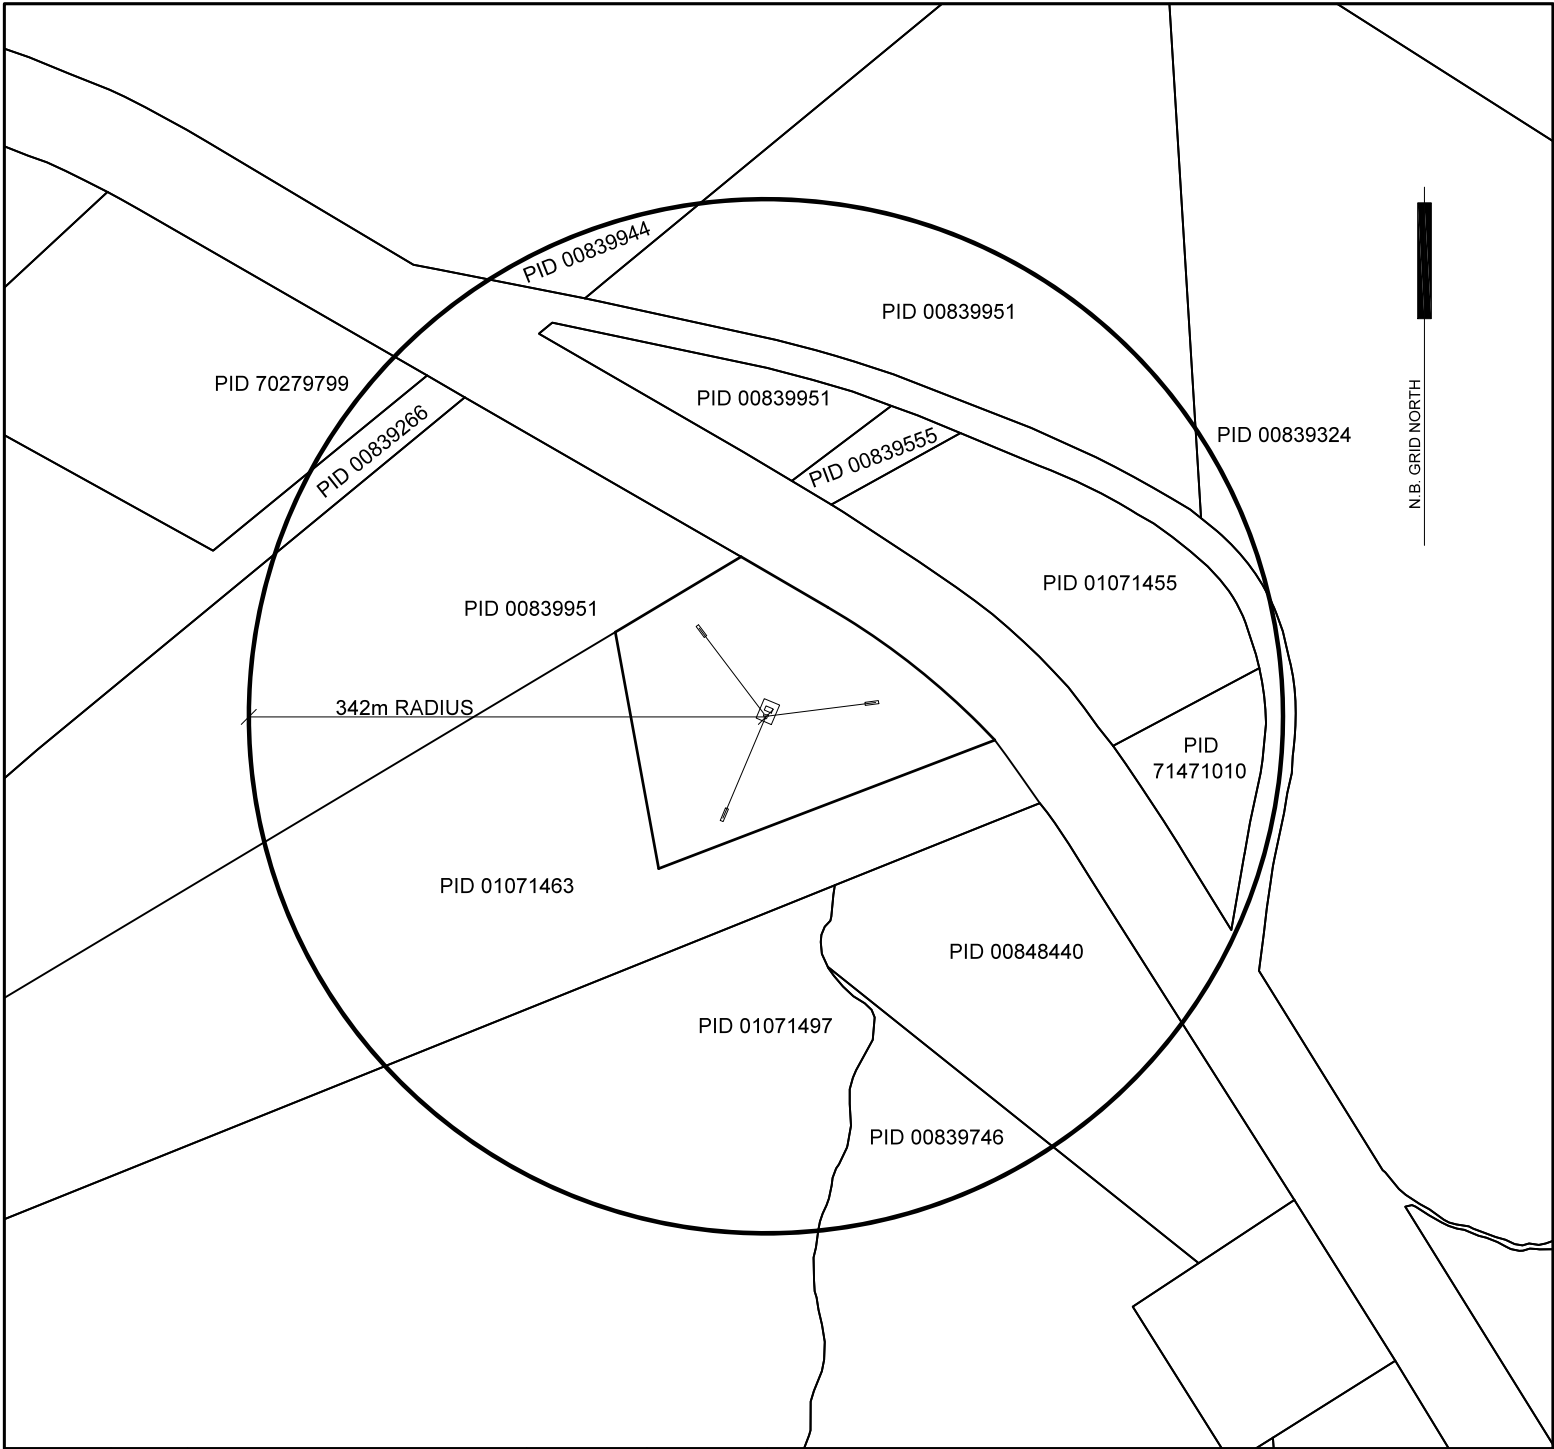 PID 00839944
PID 00839951
PID 70279799
PID 00839951
PID 00839266
PID 00839555
PID 00839324
N.B. GRID NORTH
PID 01071455
PID 00839951
342m RADIUS
PID
71471010
PID 01071463
PID 00848440
PID 01071497
PID 00839746